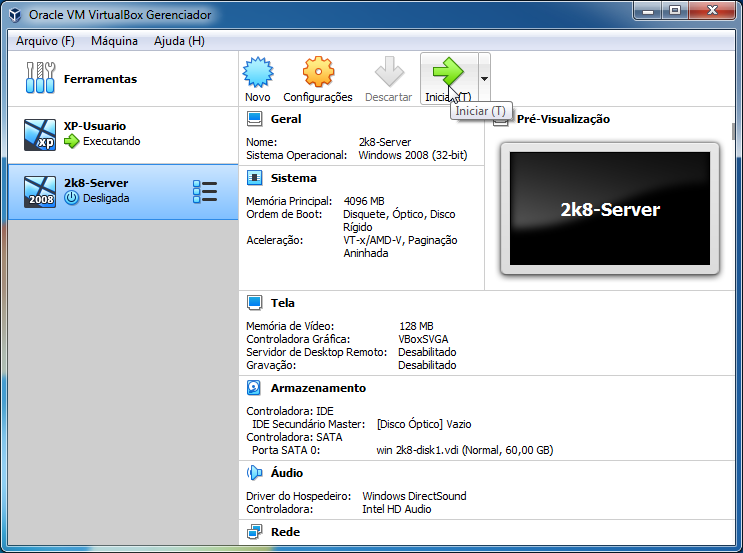 Oracle VM VirtualBox Gerenciador
Arquivo (F) Máquina Ajuda (H)
Ferramentas
Novo Configurações Descartar Iniciar (T)
Iniciar (T)
XP-Usuario
xp
Executando
2k8-Server
2008
Desligada
Geral
Nome: 2k8-Server
Sistema Operacional: Windows 2008 (32-bit)
Pré-Visualização
2k8-Server
Sistema
Memória Principal: 4096 MB
Ordem de Boot: Disquete, Óptico, Disco
Rígido
Aceleração: VT-x/AMD-V, Paginação
Aninhada
Tela
Memória de Vídeo: 128 MB
Controladora Gráfica: VBoxSVGA
Servidor de Desktop Remoto: Desabilitado
Gravação: Desabilitado
Armazenamento
Controladora: IDE
IDE Secundário Master: [Disco Óptico] Vazio
Controladora: SATA
Porta SATA 0: win 2k8-disk1.vdi (Normal, 60,00 GB)
Áudio
Driver do Hospedeiro: Windows DirectSound
Controladora: Intel HD Audio
Rede